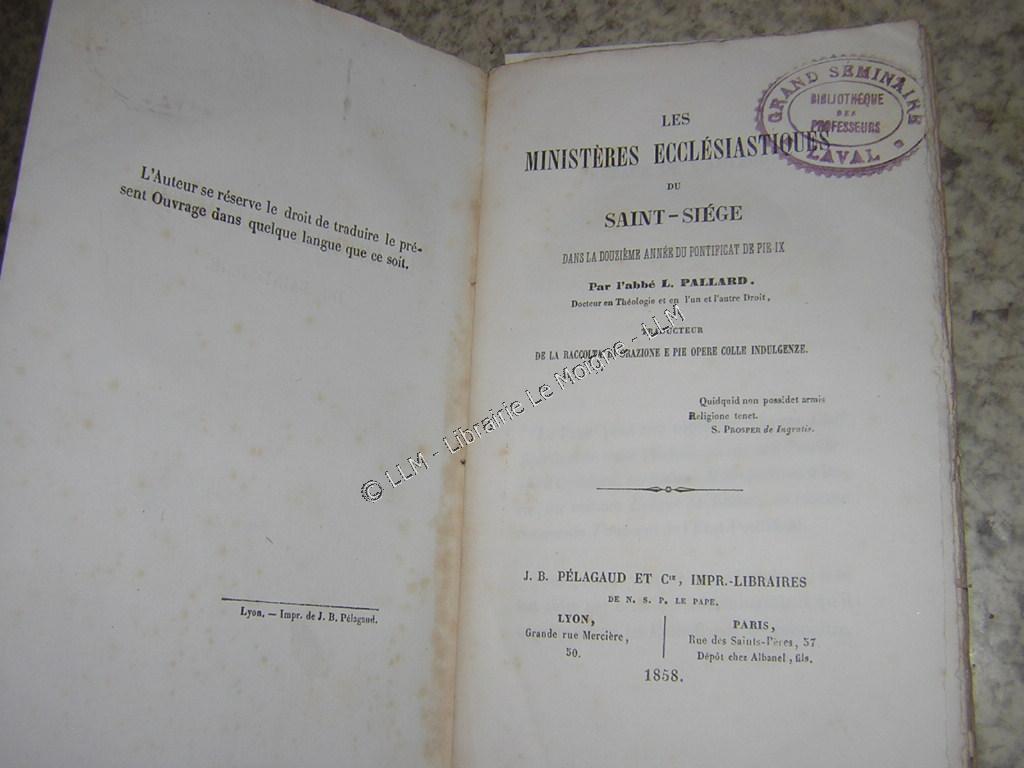 L'Auteur se réserve le droit de traduire le pré-
sent Ouvrage dans quelque langue que ce soit.
Lyon. — Impr. de J. B. Pélagaud.
GRAND SÉMINAIRE
BIBLIOTHÈQUE
DES
PROFESSEURS
LAVAL
LES
MINISTÈRES ECCLÉSIASTIQUES
DU
SAINT-SIÉGE
DANS LA DOUZIÈME ANNÉE DU PONTIFICAT DE PIE IX
Par l'abbé L. PALLARD.
Docteur en Théologie et en l'un et l'autre Droit,
TRADUCTEUR
DE LA RACCOLTA ORAZIONE E PIE OPERE COLLE INDULGENZE.
Quidquid non possidet armis
Religione tenet.
S. PROSPER de Ingratis.
J. B. PÉLAGAUD ET Cie, IMPR.-LIBRAIRES
DE N. S. P. LE PAPE.
LYON,
Grande rue Mercière,
50.
PARIS,
Rue des Saints-Pères, 57
Dépôt chez Albanel, fils.
1858.
© LLM - Librairie Le Moigne - LLM